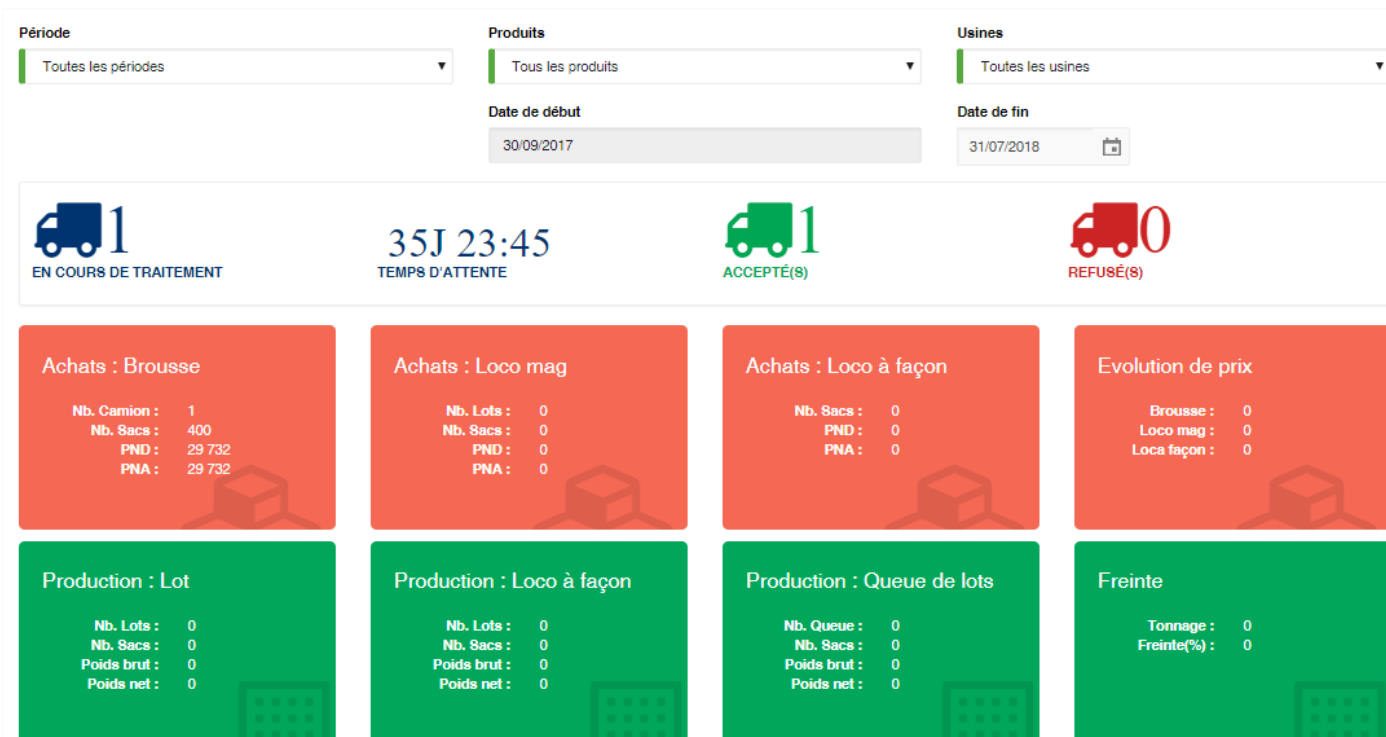 Période Produits Usines
Toutes les périodes Tous les produits Toutes les usines
Date de début Date de fin
30/09/2017 31/07/2018
1 35J 23:45 1 0
EN COURS DE TRAITEMENT TEMPS D'ATTENTE ACCEPTÉ(S) REFUSÉ(S)
Achats : Brousse
Nb. Camion : 1
Nb. Sacs : 400
PND : 29 732
PNA : 29 732
Achats : Loco mag
Nb. Lots : 0
Nb. Sacs : 0
PND : 0
PNA : 0
Achats : Loco à façon
Nb. Sacs : 0
PND : 0
PNA : 0
Evolution de prix
Brousse : 0
Loco mag : 0
Loca façon : 0
Production : Lot
Nb. Lots : 0
Nb. Sacs : 0
Poids brut : 0
Poids net : 0
Production : Loco à façon
Nb. Lots : 0
Nb. Sacs : 0
Poids brut : 0
Poids net : 0
Production : Queue de lots
Nb. Queue : 0
Nb. Sacs : 0
Poids brut : 0
Poids net : 0
Freinte
Tonnage : 0
Freinte(%) : 0